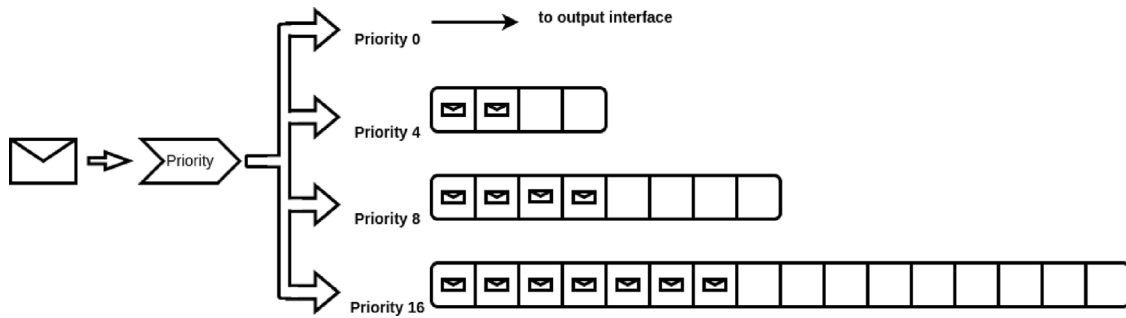 to output interface
Priority 0
Priority 4
Priority
Priority 8
Priority 16